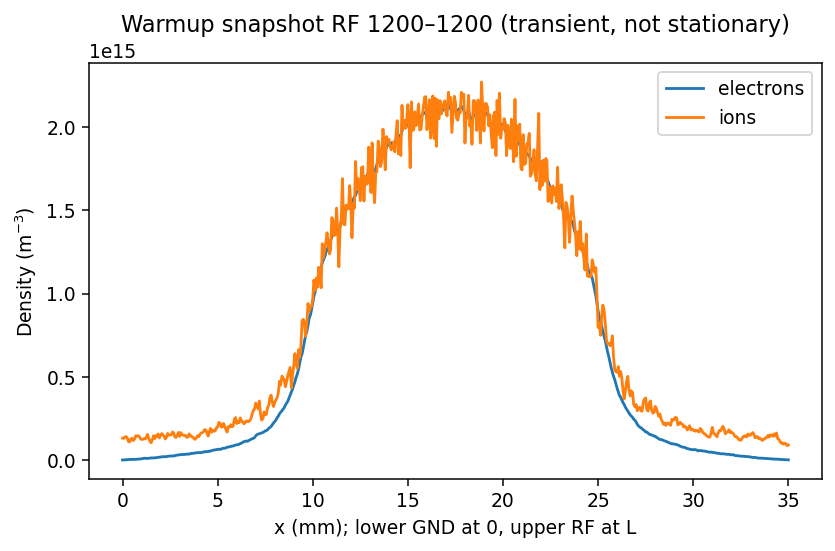 Warmup snapshot RF 1200–1200 (transient, not stationary)
1e15
electrons
ions
2.0
1.5
1.0
0.5
0.0
Density (m⁻³)
0 5 10 15 20 25 30 35
x (mm); lower GND at 0, upper RF at L